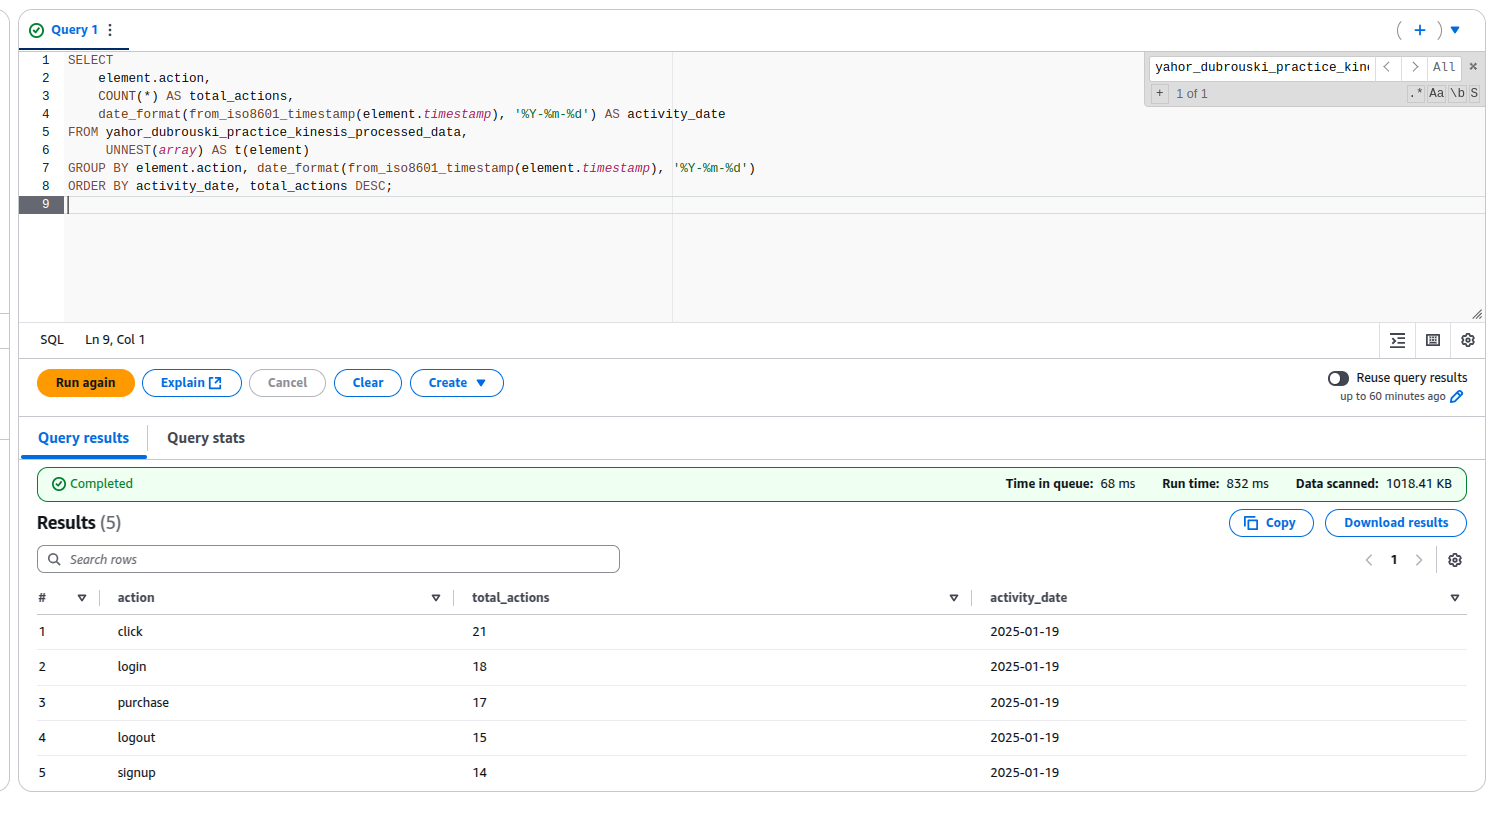 Query 1
( + )
1 SELECT
2 element.action,
3 COUNT(*) AS total_actions,
4 date_format(from_iso8601_timestamp(element.timestamp), '%Y-%m-%d') AS activity_date
5 FROM yahor_dubrouski_practice_kinesis_processed_data,
6 UNNEST(array) AS t(element)
7 GROUP BY element.action, date_format(from_iso8601_timestamp(element.timestamp), '%Y-%m-%d')
8 ORDER BY activity_date, total_actions DESC;
9
yahor_dubrouski_practice_kine All
+ 1 of 1 .* Aa \b S
SQL Ln 9, Col 1
Run again Explain Cancel Clear Create Reuse query results
up to 60 minutes ago
Query results Query stats
Completed Time in queue: 68 ms Run time: 832 ms Data scanned: 1018.41 KB
Results (5) Copy Download results
Search rows 1
# action total_actions activity_date
1 click 21 2025-01-19
2 login 18 2025-01-19
3 purchase 17 2025-01-19
4 logout 15 2025-01-19
5 signup 14 2025-01-19